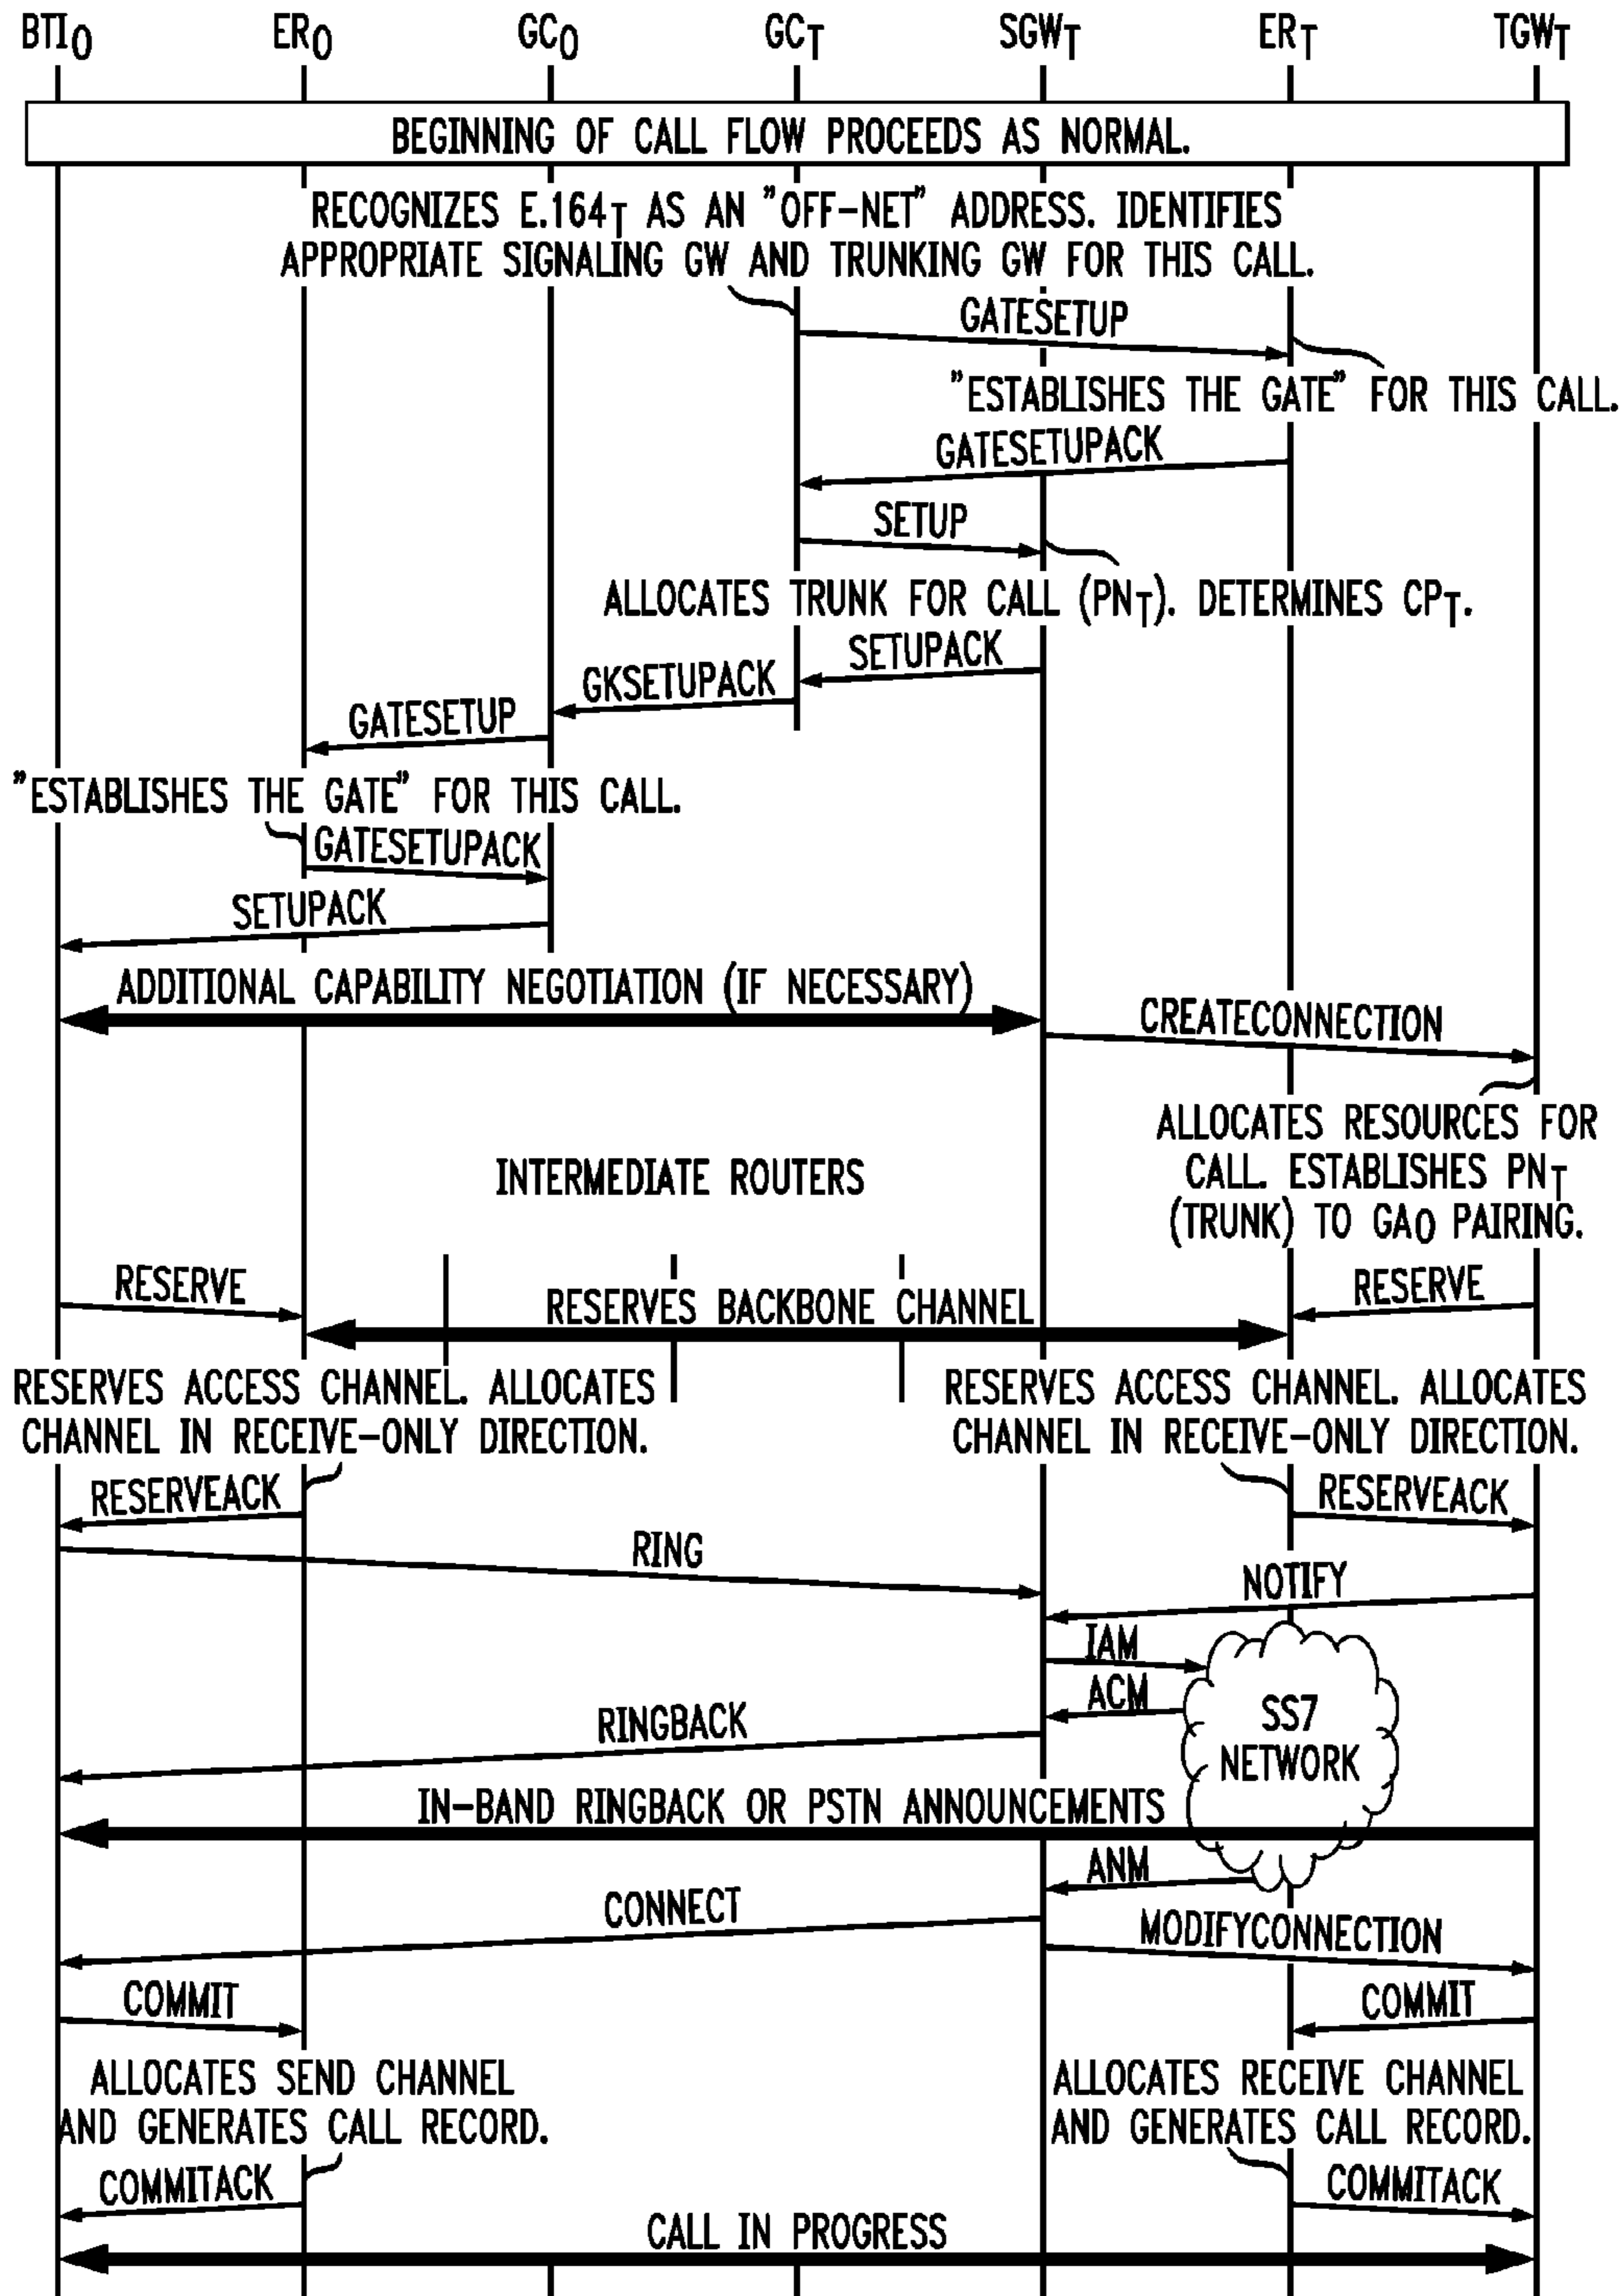 BTIO ERO GCO GCT SGWT ERT TGWT
BEGINNING OF CALL FLOW PROCEEDS AS NORMAL.
RECOGNIZES E.164T AS AN "OFF-NET" ADDRESS. IDENTIFIES
APPROPRIATE SIGNALING GW AND TRUNKING GW FOR THIS CALL.
GATESETUP
"ESTABLISHES THE GATE" FOR THIS CALL.
GATESETUPACK
SETUP
ALLOCATES TRUNK FOR CALL (PNT). DETERMINES CPT.
SETUPACK
GKSETUPACK
GATESETUP
"ESTABLISHES THE GATE" FOR THIS CALL.
GATESETUPACK
SETUPACK
ADDITIONAL CAPABILITY NEGOTIATION (IF NECESSARY)
CREATECONNECTION
ALLOCATES RESOURCES FOR
CALL. ESTABLISHES PNT
(TRUNK) TO GAO PAIRING.
INTERMEDIATE ROUTERS
RESERVE
RESERVES BACKBONE CHANNEL
RESERVE
RESERVES ACCESS CHANNEL. ALLOCATES
CHANNEL IN RECEIVE-ONLY DIRECTION.
RESERVES ACCESS CHANNEL. ALLOCATES
CHANNEL IN RECEIVE-ONLY DIRECTION.
RESERVEACK
RESERVEACK
RING
NOTIFY
IAM
ACM
SS7
NETWORK
RINGBACK
IN-BAND RINGBACK OR PSTN ANNOUNCEMENTS
ANM
CONNECT
MODIFYCONNECTION
COMMIT
COMMIT
ALLOCATES SEND CHANNEL
AND GENERATES CALL RECORD.
ALLOCATES RECEIVE CHANNEL
AND GENERATES CALL RECORD.
COMMITACK
COMMITACK
CALL IN PROGRESS